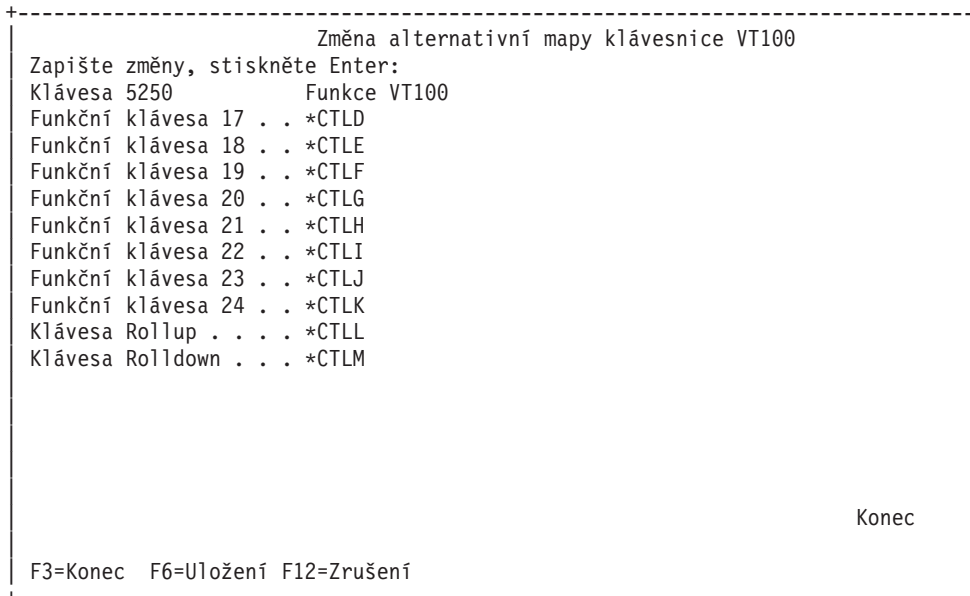 Změna alternativní mapy klávesnice VT100
Zapište změny, stiskněte Enter:
Klávesa 5250 Funkce VT100
Funkční klávesa 17 . . *CTLD
Funkční klávesa 18 . . *CTLE
Funkční klávesa 19 . . *CTLF
Funkční klávesa 20 . . *CTLG
Funkční klávesa 21 . . *CTLH
Funkční klávesa 22 . . *CTLI
Funkční klávesa 23 . . *CTLJ
Funkční klávesa 24 . . *CTLK
Klávesa Rollup . . . . *CTLL
Klávesa Rolldown . . . *CTLM
Konec
F3=Konec F6=Uložení F12=Zrušení